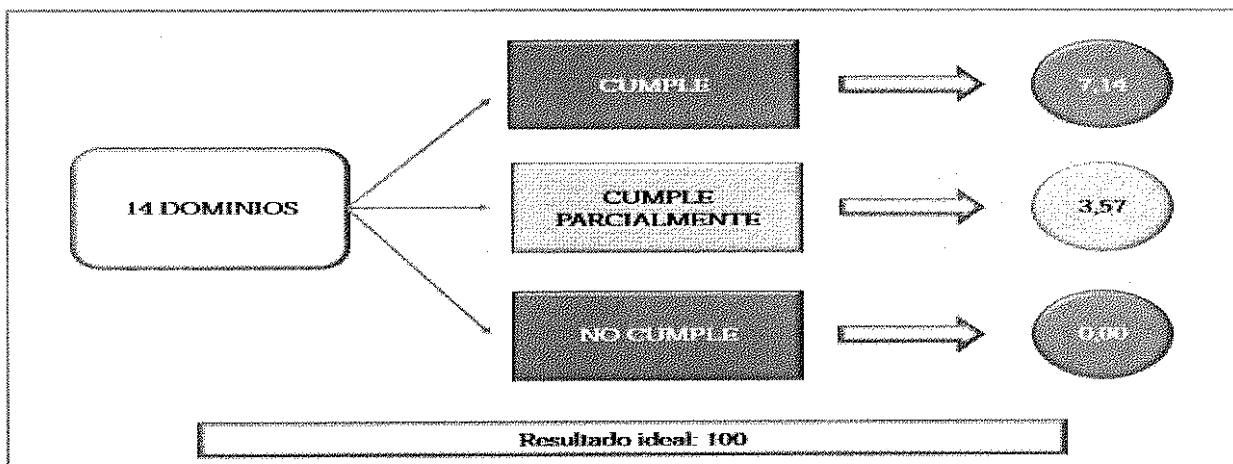 CUMPLE
7,14
14 DOMINIOS
CUMPLE
PARCIALMENTE
3,57
NO CUMPLE
0,00
Resultado ideal: 100